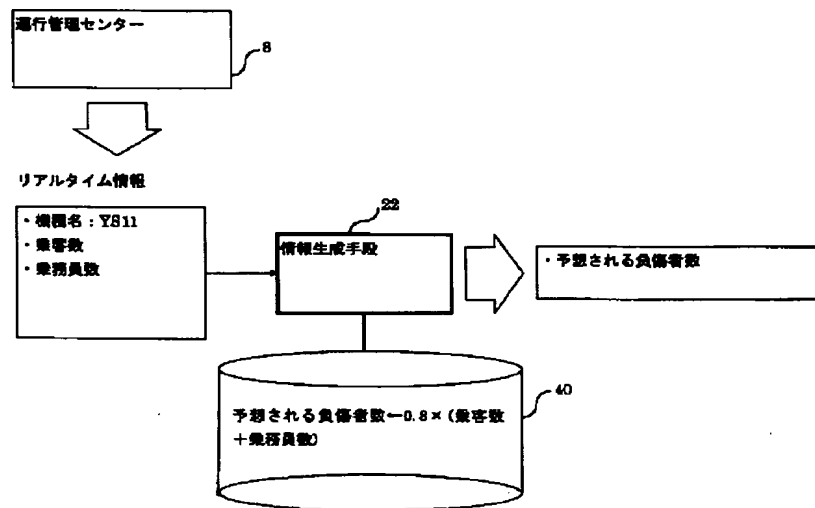 運行管理センター
8
リアルタイム情報
・機種名：YS11
・乗客数
・乗務員数
22
情報生成手段
・予想される負傷者数
40
予想される負傷者数←0.8×(乗客数
＋乗務員数)